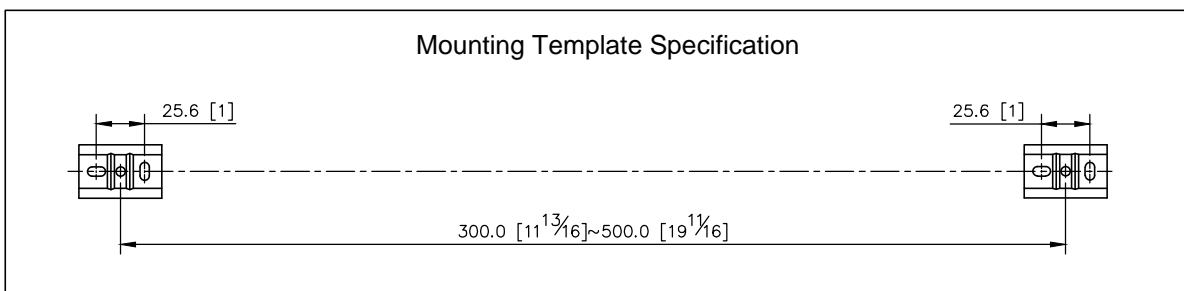 Mounting Template Specification
25.6 [1] 25.6 [1]
300.0 [11 13/16]~500.0 [19 11/16]